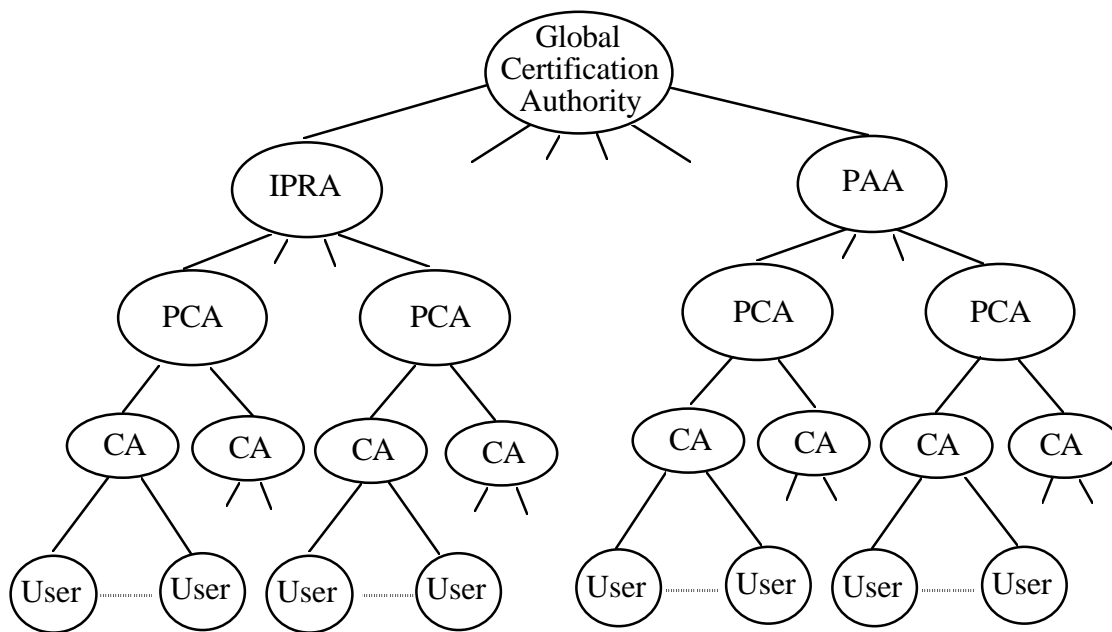 Global
Certification
Authority
IPRA
PAA
PCA
PCA
PCA
PCA
CA
CA
CA
CA
CA
CA
CA
CA
User
User
User
User
User
User
User
User